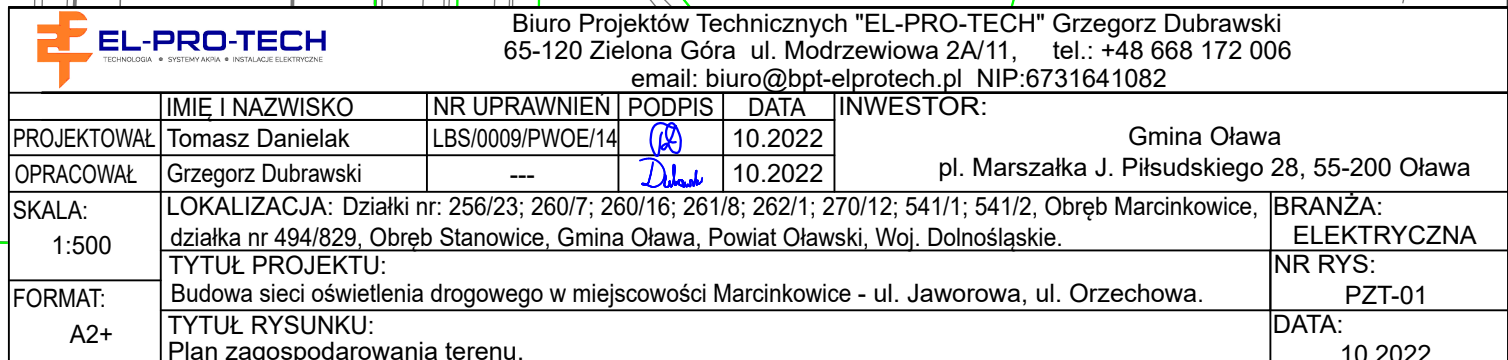 EL-PRO-TECH
TECHNOLOGIA • SYSTEMY AKPIA • INSTALACJE ELEKTRYCZNE
Biuro Projektów Technicznych "EL-PRO-TECH" Grzegorz Dubrawski
65-120 Zielona Góra ul. Modrzewiowa 2A/11, tel.: +48 668 172 006
email: biuro@bpt-elprotech.pl NIP:6731641082
IMIĘ I NAZWISKO NR UPRAWNIEŃ PODPIS DATA INWESTOR:
PROJEKTOWAŁ Tomasz Danielak LBS/0009/PWOE/14 10.2022 Gmina Oława
OPRACOWAŁ Grzegorz Dubrawski --- 10.2022 pl. Marszałka J. Piłsudskiego 28, 55-200 Oława
SKALA: LOKALIZACJA: Działki nr: 256/23; 260/7; 260/16; 261/8; 262/1; 270/12; 541/1; 541/2, Obręb Marcinkowice, BRANŻA:
1:500 działka nr 494/829, Obręb Stanowice, Gmina Oława, Powiat Oławski, Woj. Dolnośląskie. ELEKTRYCZNA
TYTUŁ PROJEKTU: NR RYS:
FORMAT: Budowa sieci oświetlenia drogowego w miejscowości Marcinkowice - ul. Jaworowa, ul. Orzechowa. PZT-01
A2+ TYTUŁ RYSUNKU: DATA:
Plan zagospodarowania terenu. 10.2022